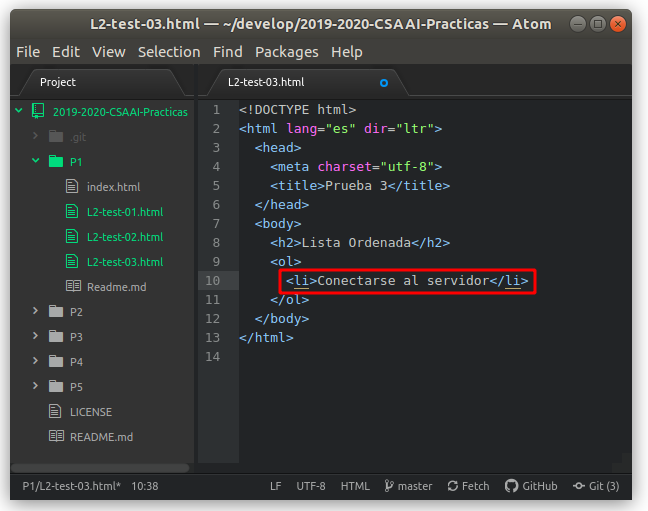 L2-test-03.html — ~/develop/2019-2020-CSAAI-Practicas — Atom
File Edit View Selection Find Packages Help
Project
2019-2020-CSAAI-Practicas
.git
P1
index.html
L2-test-01.html
L2-test-02.html
L2-test-03.html
Readme.md
P2
P3
P4
P5
LICENSE
README.md
L2-test-03.html
1 <!DOCTYPE html>
2 <html lang="es" dir="ltr">
3 <head>
4 <meta charset="utf-8">
5 <title>Prueba 3</title>
6 </head>
7 <body>
8 <h2>Lista Ordenada</h2>
9 <ol>
10 <li>Conectarse al servidor</li>
11 </ol>
12 </body>
13 </html>
14
P1/L2-test-03.html* 10:38 LF UTF-8 HTML master Fetch GitHub Git (3)